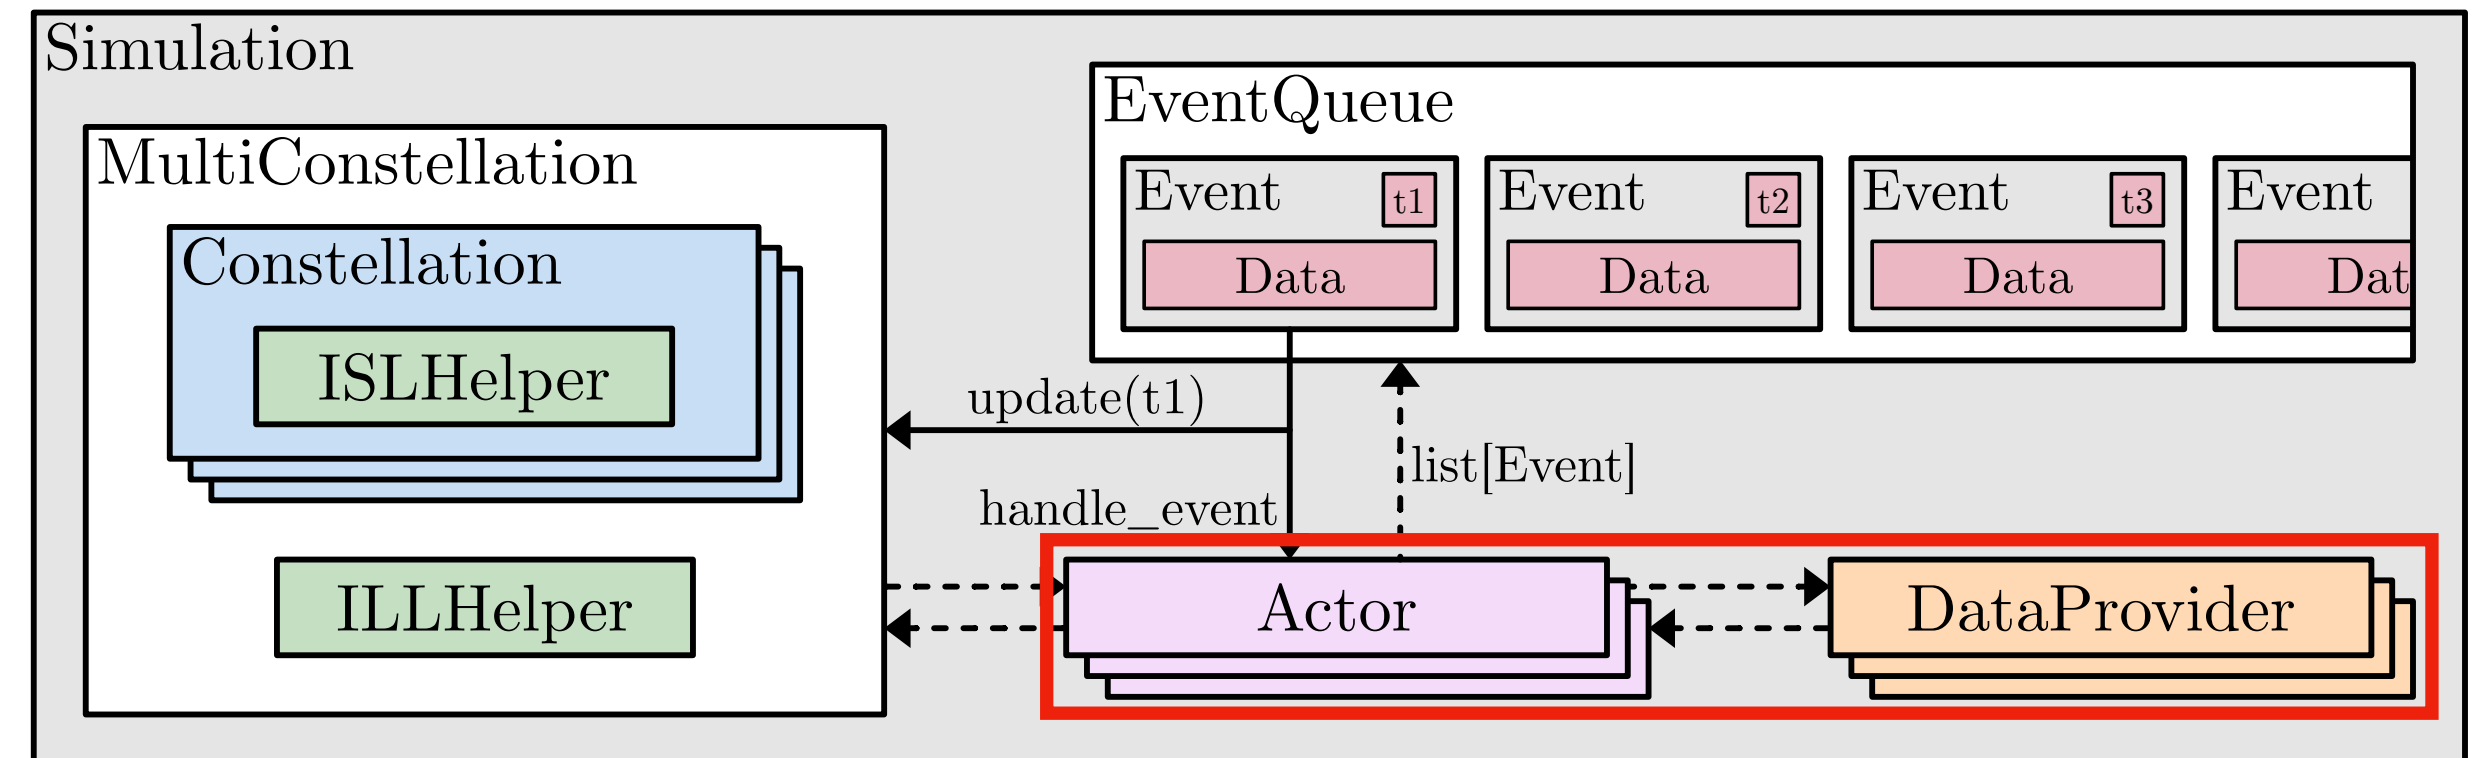 Simulation
EventQueue
MultiConstellation
Event t1
Data
Event t2
Data
Event t3
Data
Event
Dat
Constellation
ISLHelper
update(t1)
list[Event]
handle_event
ILLHelper
Actor
DataProvider